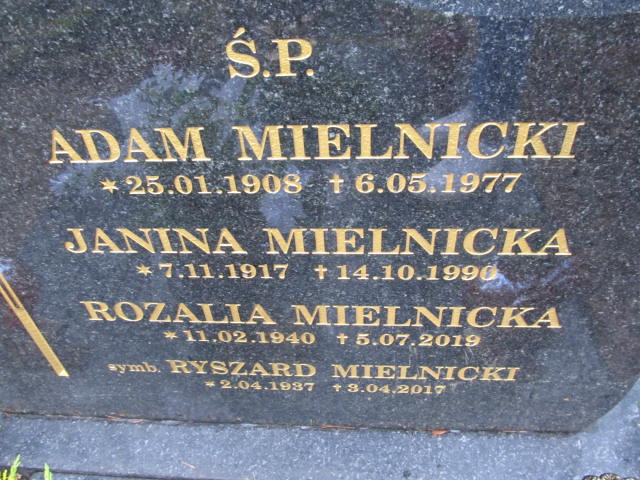 Ś.P.
ADAM MIELNICKI
* 25.01.1908 † 6.05.1977
JANINA MIELNICKA
* 7.11.1917 † 14.10.1990
ROZALIA MIELNICKA
* 11.02.1940 † 5.07.2019
symb. RYSZARD MIELNICKI
* 2.04.1937 † 3.04.2017